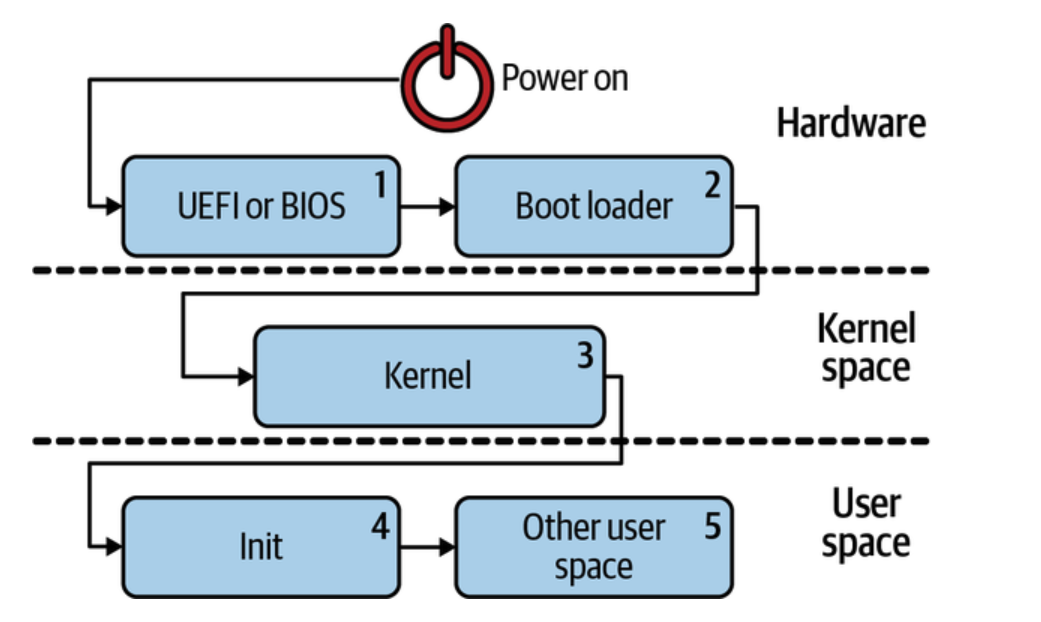 Power on
Hardware
UEFI or BIOS 1
Boot loader 2
Kernel
space
Kernel 3
Init 4
Other user 5
space
User
space